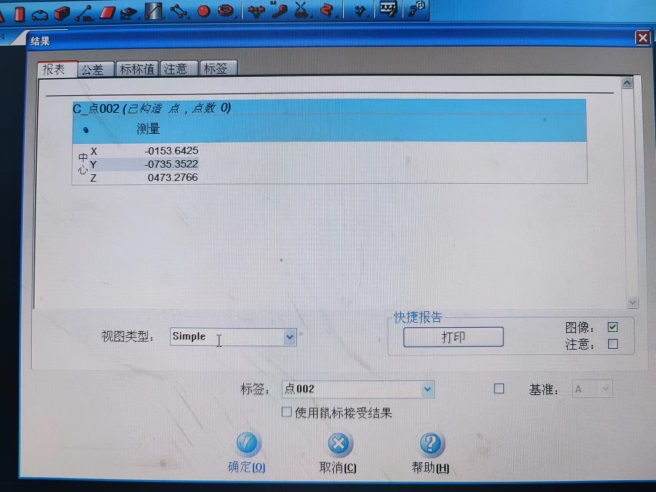 结果
报表 公差 标称值 注意 标签
C_点002 (已构造 点，点数 0)
测量
中心
X -0153.6425
Y -0735.3522
Z 0473.2766
快捷报告
视图类型： Simple
打印
图像：
注意：
标签： 点002
基准： A
使用鼠标接受结果
确定[O] 取消[C] 帮助[H]